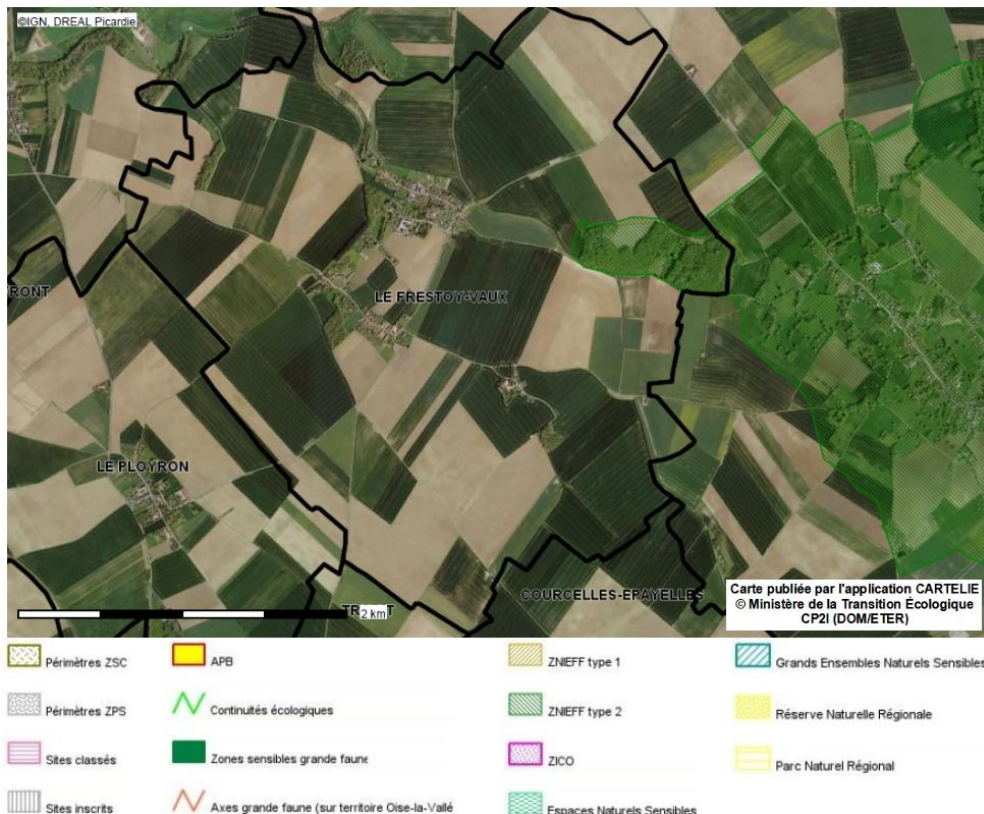 ©IGN, DREAL Picardie
FRONT
LE FRESTOY-VAUX
LE PLOYRON
COURCELLES-EPAYELLES
2 km
Carte publiée par l'application CARTELIE
© Ministère de la Transition Écologique
CP2I (DOM/ETER)
Périmètres ZSC
APB
ZNIEFF type 1
Grands Ensembles Naturels Sensibles
Périmètres ZPS
Continuités écologiques
ZNIEFF type 2
Réserve Naturelle Régionale
Sites classés
Zones sensibles grande faune
ZICO
Parc Naturel Régional
Sites inscrits
Axes grande faune (sur territoire Oise-la-Vallé
Espaces Naturels Sensibles